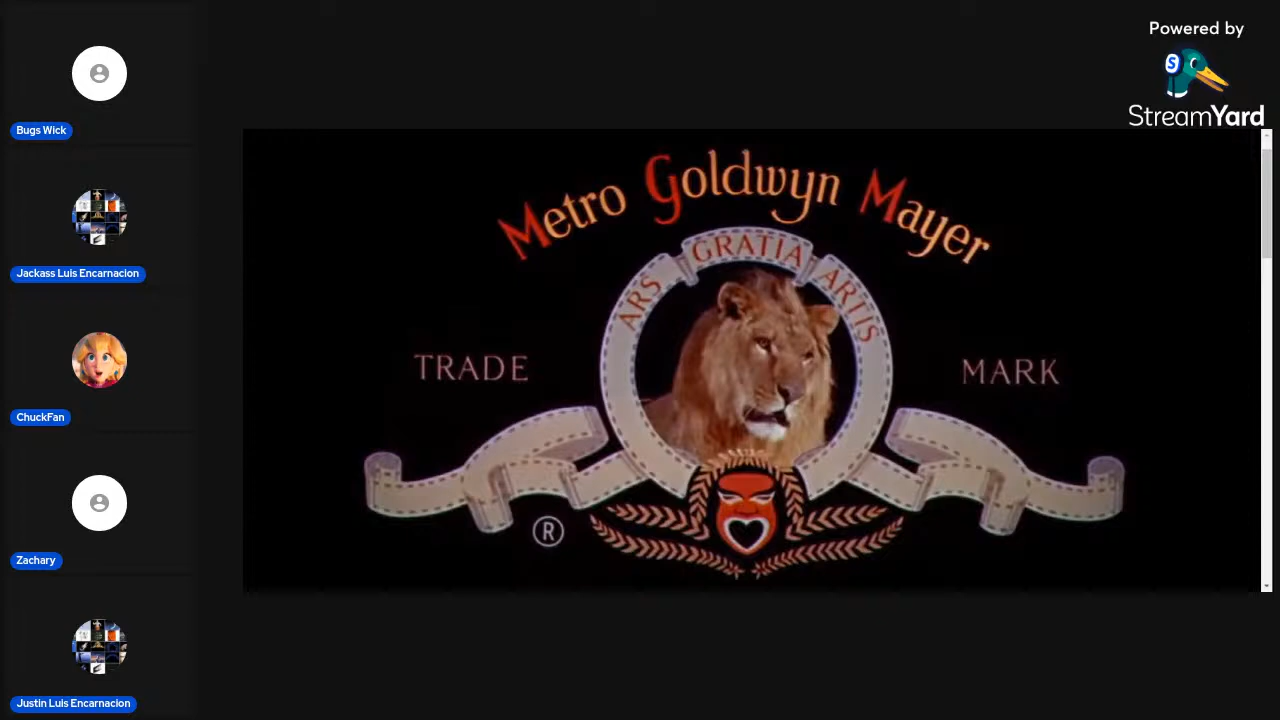 Powered by
StreamYard
Bugs Wick
Jackass Luis Encarnacion
ChuckFan
Zachary
Justin Luis Encarnacion
Metro Goldwyn Mayer
ARS GRATIA ARTIS
TRADE MARK
®
S